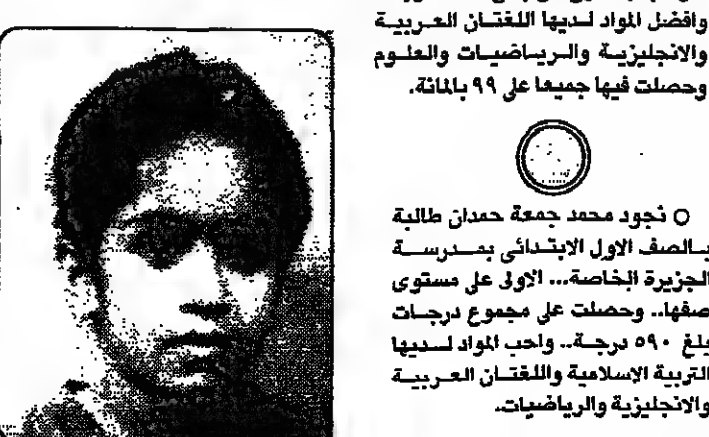 وافضل المواد لديها اللغتان العربية
والانجليزية والرياضيات والعلوم
وحصلت فيها جميعا على ٩٩ بالمائة.
O نجود محمد جمعة حمدان طالبة
بالصف الاول الابتدائى بمدرسة
الجزيرة الخاصة... الاولى على مستوى
صفها.. وحصلت على مجموع درجات
بلغ ٥٩٠ درجة.. واحب المواد لديها
التربية الاسلامية واللغتان العربية
والانجليزية والرياضيات.